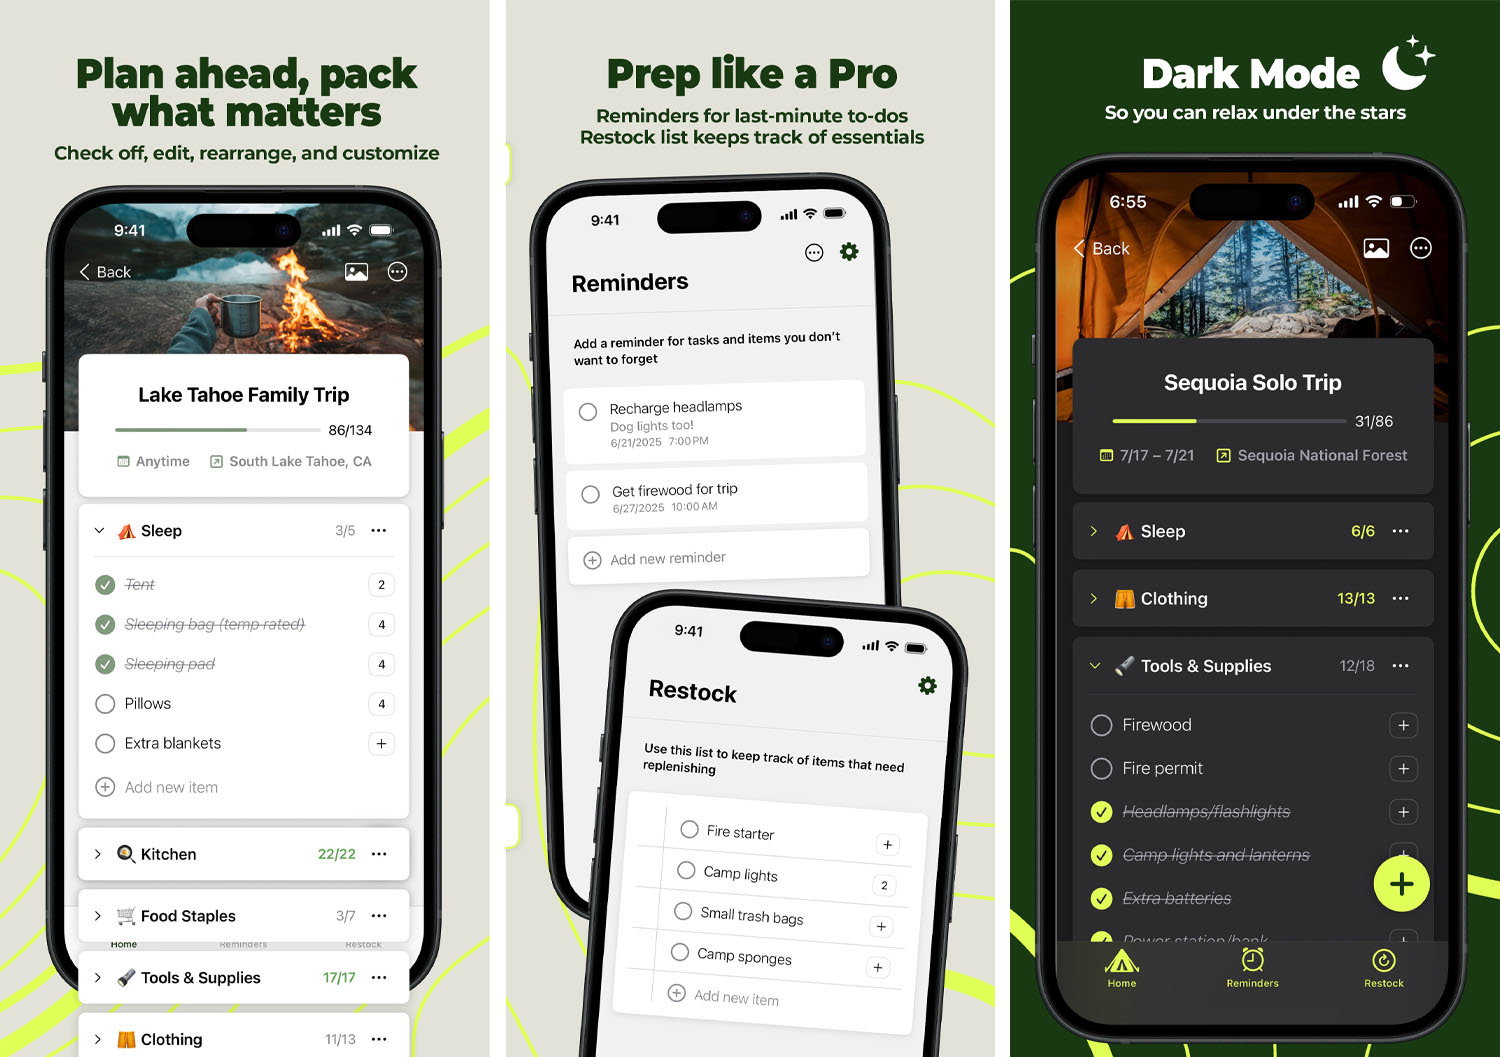 Plan ahead, pack
what matters
Check off, edit, rearrange, and customize
9:41
Back
Lake Tahoe Family Trip
86/134
Anytime
South Lake Tahoe, CA
Sleep
3/5
Tent
2
Sleeping bag (temp rated)
4
Sleeping pad
4
Pillows
4
Extra blankets
+
Add new item
Kitchen
22/22
Food Staples
3/7
Home
Reminders
Restock
Tools & Supplies
17/17
Clothing
11/13
Prep like a Pro
Reminders for last-minute to-dos
Restock list keeps track of essentials
9:41
Reminders
Add a reminder for tasks and items you don't
want to forget
Recharge headlamps
Dog lights too!
6/21/2025 7:00 PM
Get firewood for trip
6/27/2025 10:00 AM
Add new reminder
9:41
Restock
Use this list to keep track of items that need
replenishing
Fire starter
+
Camp lights
2
Small trash bags
+
Camp sponges
+
Add new item
Dark Mode
So you can relax under the stars
6:55
Back
Sequoia Solo Trip
31/86
7/17 – 7/21
Sequoia National Forest
Sleep
6/6
Clothing
13/13
Tools & Supplies
12/18
Firewood
+
Fire permit
+
Headlamps/flashlights
+
Camp lights and lanterns
+
Extra batteries
+
Power station/bank
+
Home
Reminders
Restock